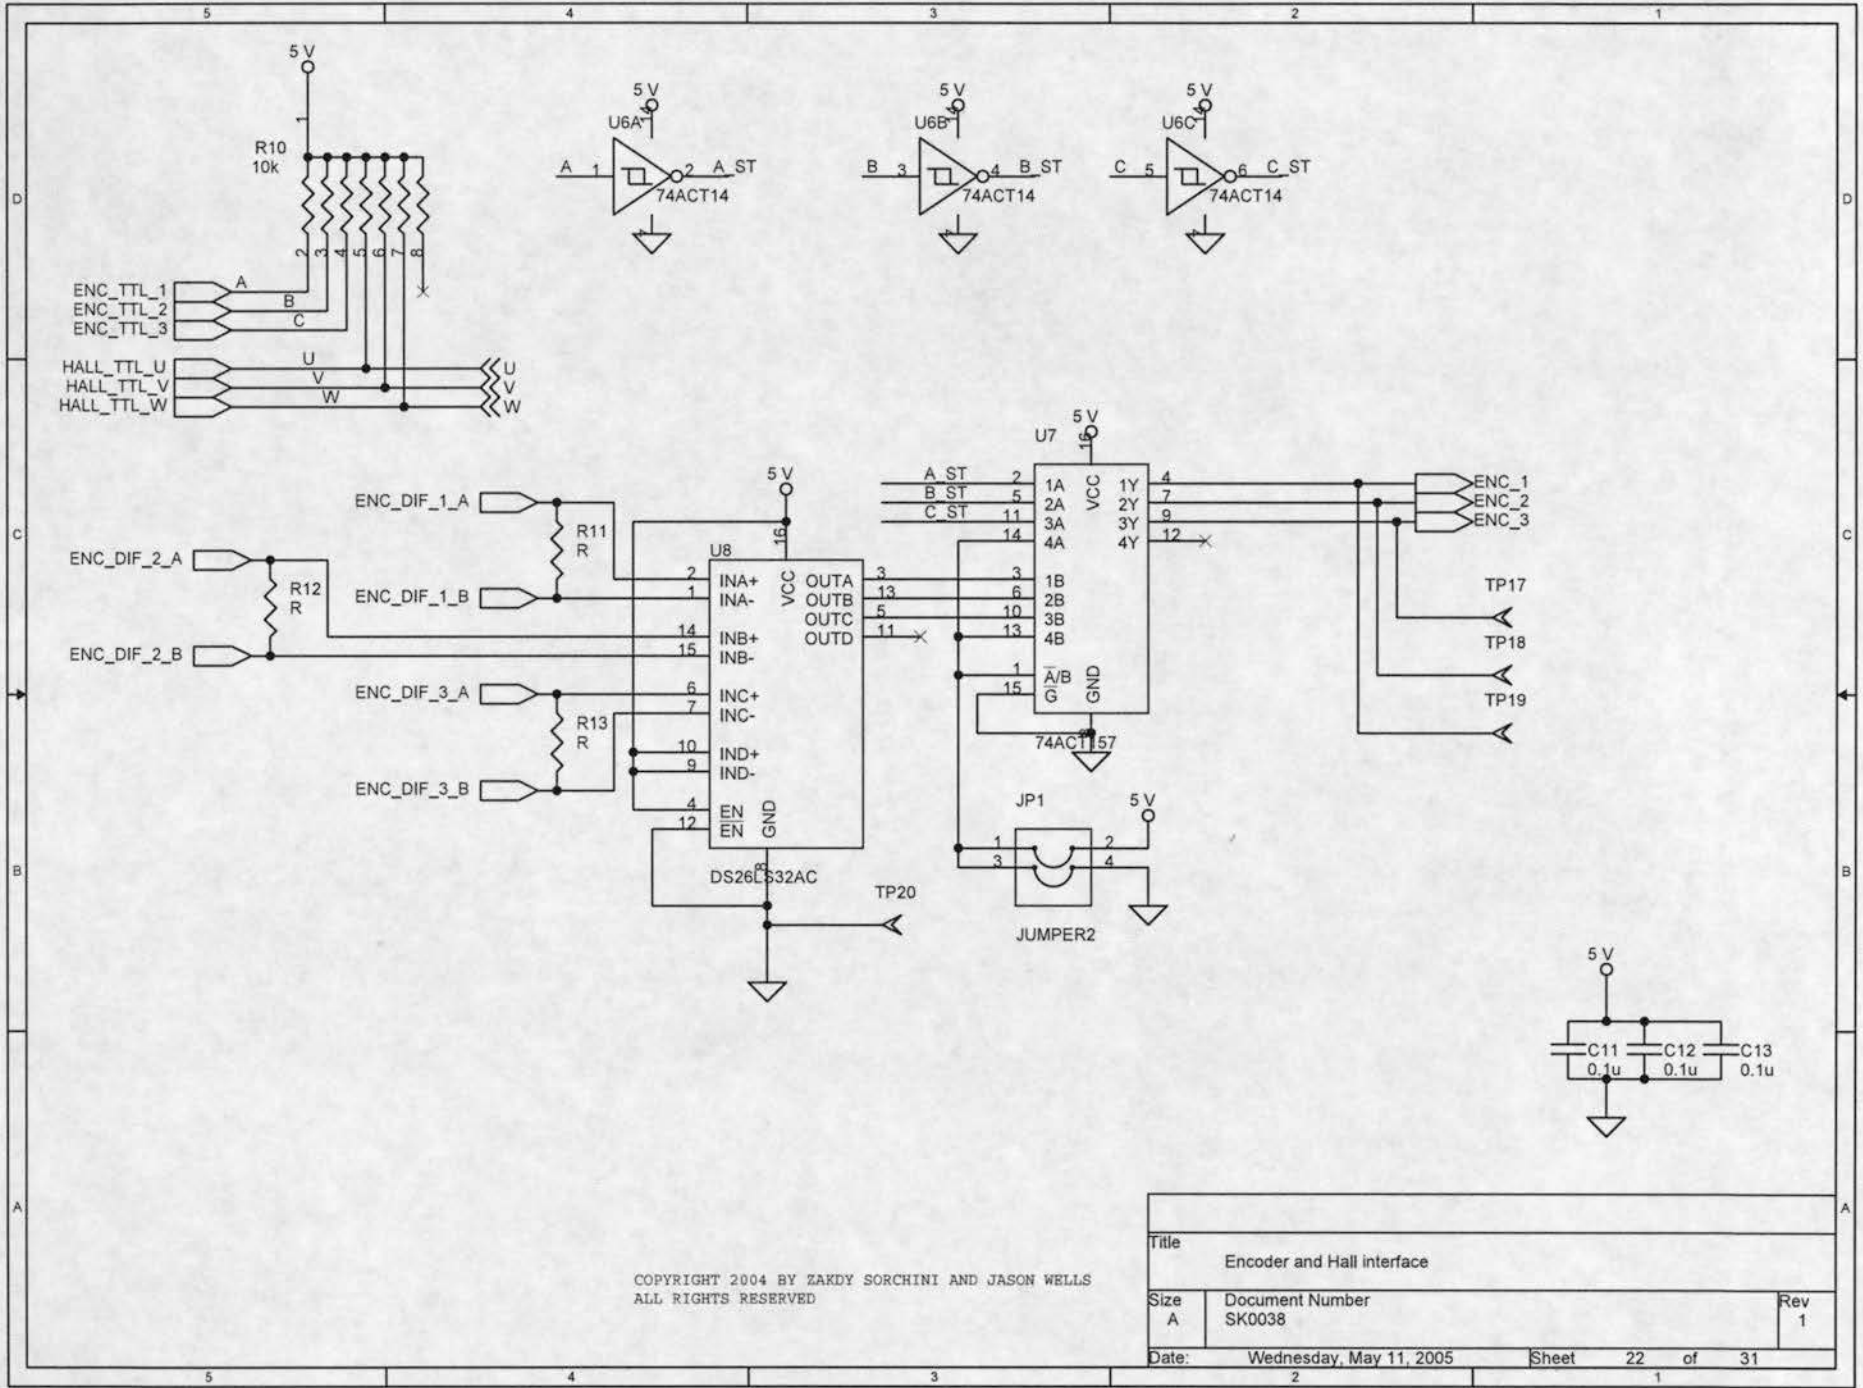 5 4 3 2 1
D
D
C
C
B
B
A
A
5 V
1
R10
10k
2 3 4 5 6 7 8
ENC_TTL_1 A
ENC_TTL_2 B
ENC_TTL_3 C
HALL_TTL_U U U
HALL_TTL_V V V
HALL_TTL_W W W
5 V
14
U6A
A 1 2 A_ST
74ACT14
7
5 V
14
U6B
B 3 4 B_ST
74ACT14
7
5 V
14
U6C
C 5 6 C_ST
74ACT14
7
ENC_DIF_1_A
R11
R
ENC_DIF_1_B
ENC_DIF_2_A
R12
R
ENC_DIF_2_B
ENC_DIF_3_A
R13
R
ENC_DIF_3_B
5 V
16
U8
VCC
2 INA+ OUTA 3
1 INA- OUTB 13
OUTC 5
14 INB+ OUTD 11
15 INB-
6 INC+
7 INC-
10 IND+
9 IND-
4 EN
12 EN
GND
8
DS26LS32AC
TP20
5 V
16
U7
VCC
A_ST 2 1A 1Y 4 ENC_1
B_ST 5 2A 2Y 7 ENC_2
C_ST 11 3A 3Y 9 ENC_3
14 4A 4Y 12
3 1B
6 2B
10 3B
13 4B
1 A/B
15 G
GND
8
74ACT157
TP17
TP18
TP19
JP1
5 V
1 2
3 4
JUMPER2
5 V
C11 C12 C13
0.1u 0.1u 0.1u
COPYRIGHT 2004 BY ZAKDY SORCHINI AND JASON WELLS
ALL RIGHTS RESERVED
Title
Encoder and Hall interface
Size Document Number Rev
A SK0038 1
Date: Wednesday, May 11, 2005 Sheet 22 of 31
5 4 3 2 1